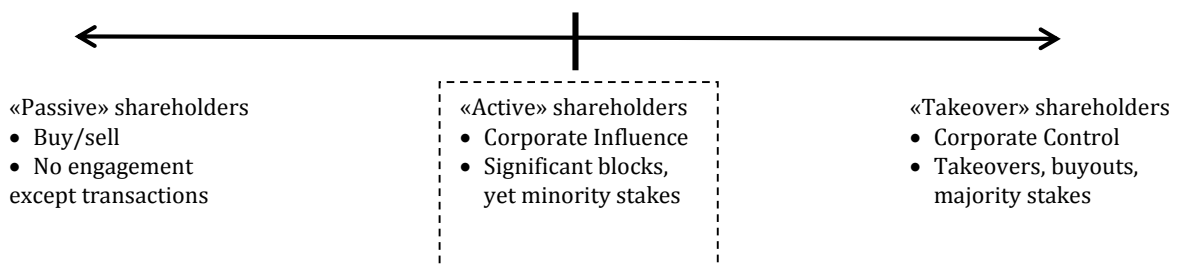 «Passive» shareholders
• Buy/sell
• No engagement
except transactions
«Active» shareholders
• Corporate Influence
• Significant blocks,
yet minority stakes
«Takeover» shareholders
• Corporate Control
• Takeovers, buyouts,
majority stakes